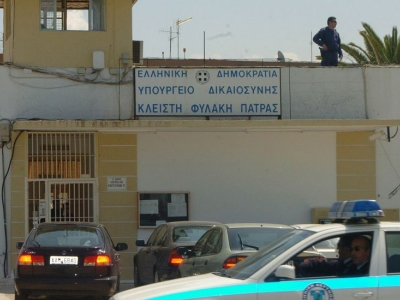 ΕΛΛΗΝΙΚΗ ΔΗΜΟΚΡΑΤΙΑ
ΥΠΟΥΡΓΕΙΟ ΔΙΚΑΙΟΣΥΝΗΣ
ΚΛΕΙΣΤΗ ΦΥΛΑΚΗ ΠΑΤΡΑΣ